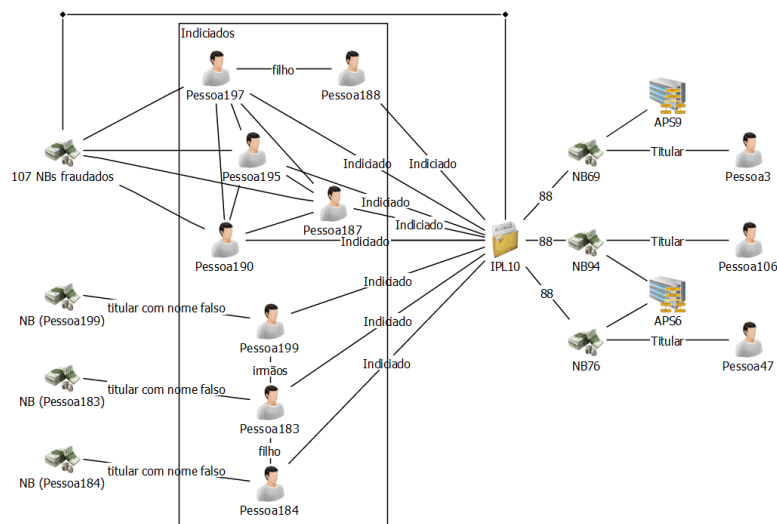 Indiciados
filho
Pessoa197
Pessoa188
APS9
107 NBs fraudados
Pessoa195
Indiciado
Indiciado
88
NB69
Titular
Pessoa3
Indiciado
Pessoa187
Indiciado
Pessoa190
Indiciado
IPL10
88
NB94
Titular
Pessoa106
Indiciado
88
NB (Pessoa199)
titular com nome falso
Pessoa199
APS6
Indiciado
NB76
Titular
Pessoa47
irmãos
NB (Pessoa183)
titular com nome falso
Pessoa183
Indiciado
filho
NB (Pessoa184)
titular com nome falso
Pessoa184